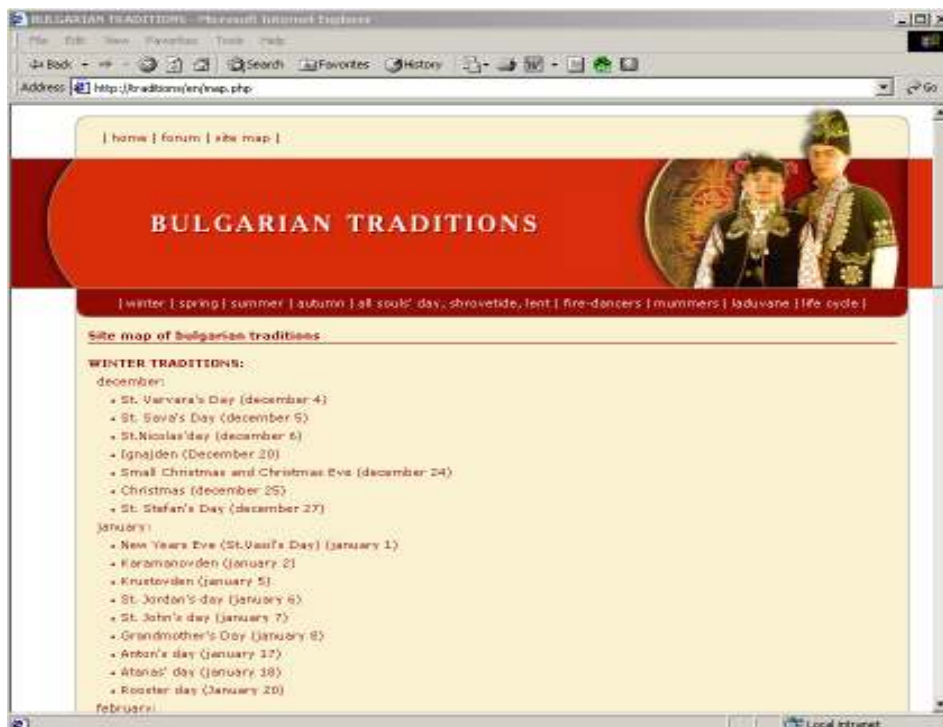 BULGARIAN TRADITIONS - Microsoft Internet Explorer
File Edit View Favorites Tools Help
Back Search Favorites History
Address http://traditions/en/map.php Go
| home | forum | site map |
BULGARIAN TRADITIONS
| winter | spring | summer | autumn | all souls' day, shrovetide, lent | fire-dancers | mummers | laduvane | life cycle |
Site map of bulgarian traditions
WINTER TRADITIONS:
december:
• St. Varvara's Day (december 4)
• St. Sava's Day (december 5)
• St.Nicolas'day (december 6)
• Ignajden (December 20)
• Small Christmas and Christmas Eve (december 24)
• Christmas (december 25)
• St. Stefan's Day (december 27)
january:
• New Years Eve (St.Vasil's Day) (january 1)
• Karamanovden (january 2)
• Krustovden (january 5)
• St. Jordan's day (january 6)
• St. John's day (january 7)
• Grandmother's Day (january 8)
• Anton's day (january 17)
• Atanas' day (january 18)
• Rooster day (January 20)
february:
Local intranet